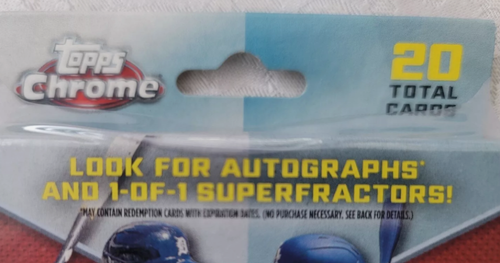 topps
Chrome
20
TOTAL
CARDS
LOOK FOR AUTOGRAPHS*
AND 1-OF-1 SUPERFRACTORS!
*MAY CONTAIN REDEMPTION CARDS WITH EXPIRATION DATES. (NO PURCHASE NECESSARY. SEE BACK FOR DETAILS.)